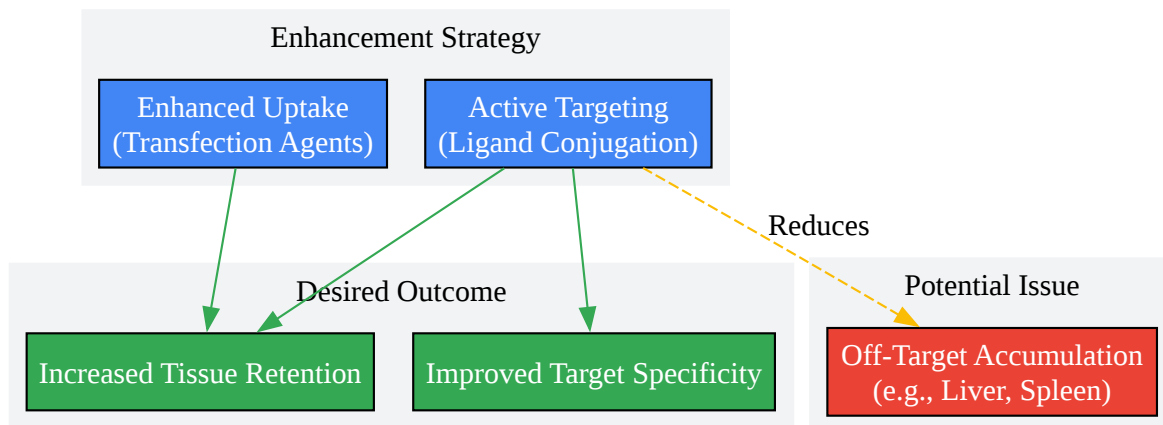 Enhancement Strategy
Enhanced Uptake
(Transfection Agents)
Active Targeting
(Ligand Conjugation)
Reduces
Desired Outcome
Increased Tissue Retention
Improved Target Specificity
Potential Issue
Off-Target Accumulation
(e.g., Liver, Spleen)